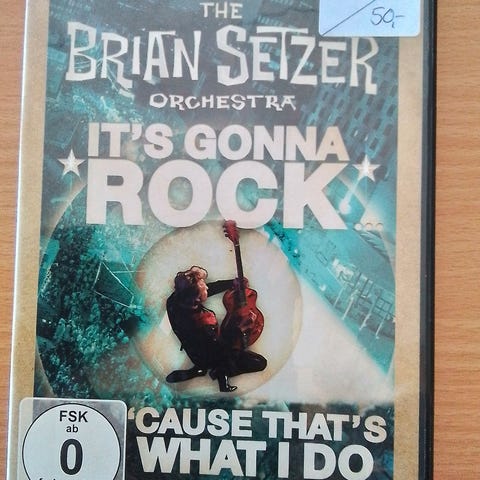 THE
50,-
BRIAN SETZER
ORCHESTRA
IT'S GONNA
ROCK...
'CAUSE THAT'S
WHAT I DO
FSK
ab
0